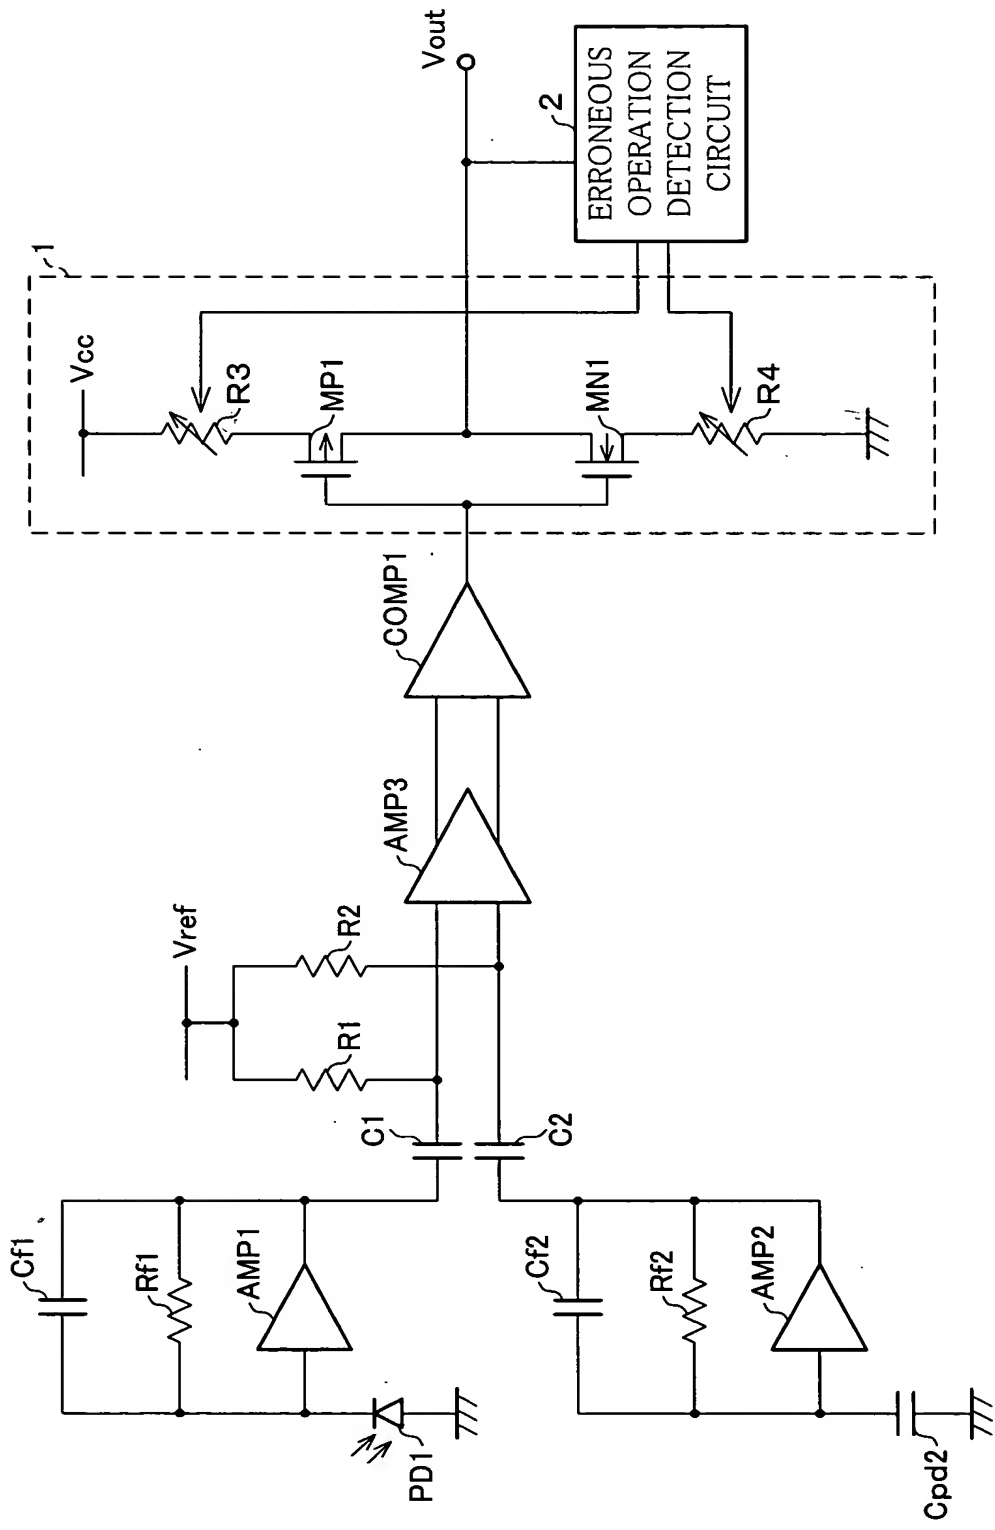 Cf1
Rf1
AMP1
PD1
Cf2
Rf2
AMP2
Cpd2
C1
C2
Vref
R1
R2
AMP3
COMP1
1
Vcc
R3
MP1
MN1
R4
Vout
2
ERRONEOUS
OPERATION
DETECTION
CIRCUIT